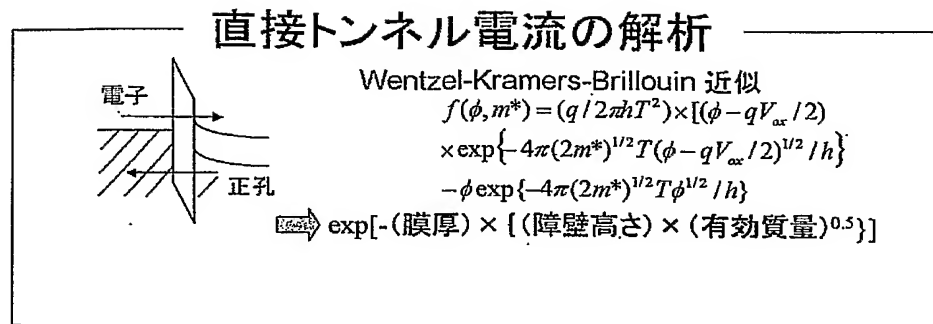 直接トンネル電流の解析
電子
正孔
Wentzel-Kramers-Brillouin 近似
f(φ,m*) = (q/2πhT²)×[(φ−qV_ox/2)
×exp{−4π(2m*)^{1/2}T(φ−qV_ox/2)^{1/2}/h}
−φexp{−4π(2m*)^{1/2}Tφ^{1/2}/h}
⇒ exp[-(膜厚)×{(障壁高さ)×(有効質量)^{0.5}}]